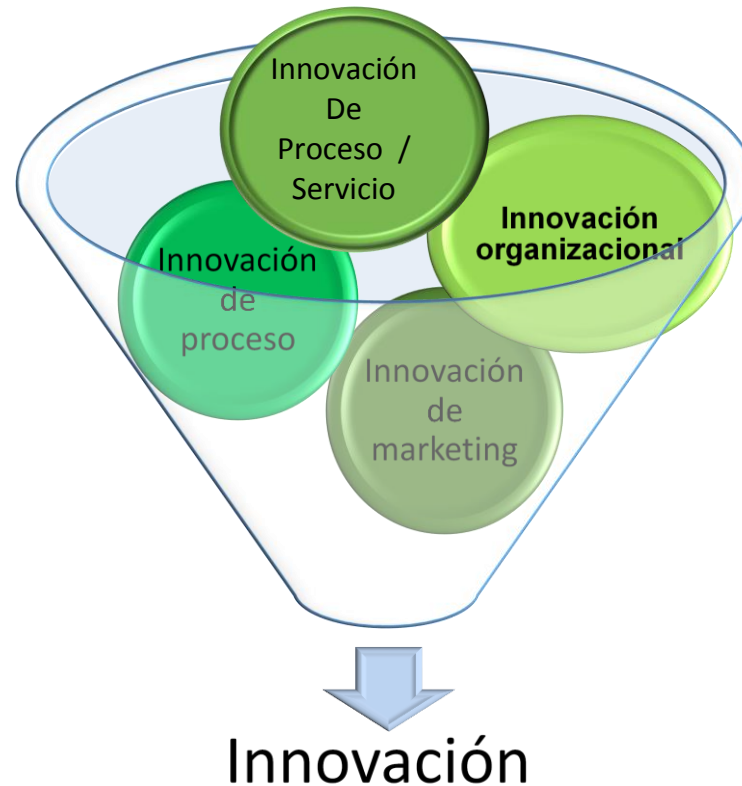 Innovación
De
Proceso /
Servicio
Innovación
organizacional
Innovación
de
proceso
Innovación
de
marketing
Innovación